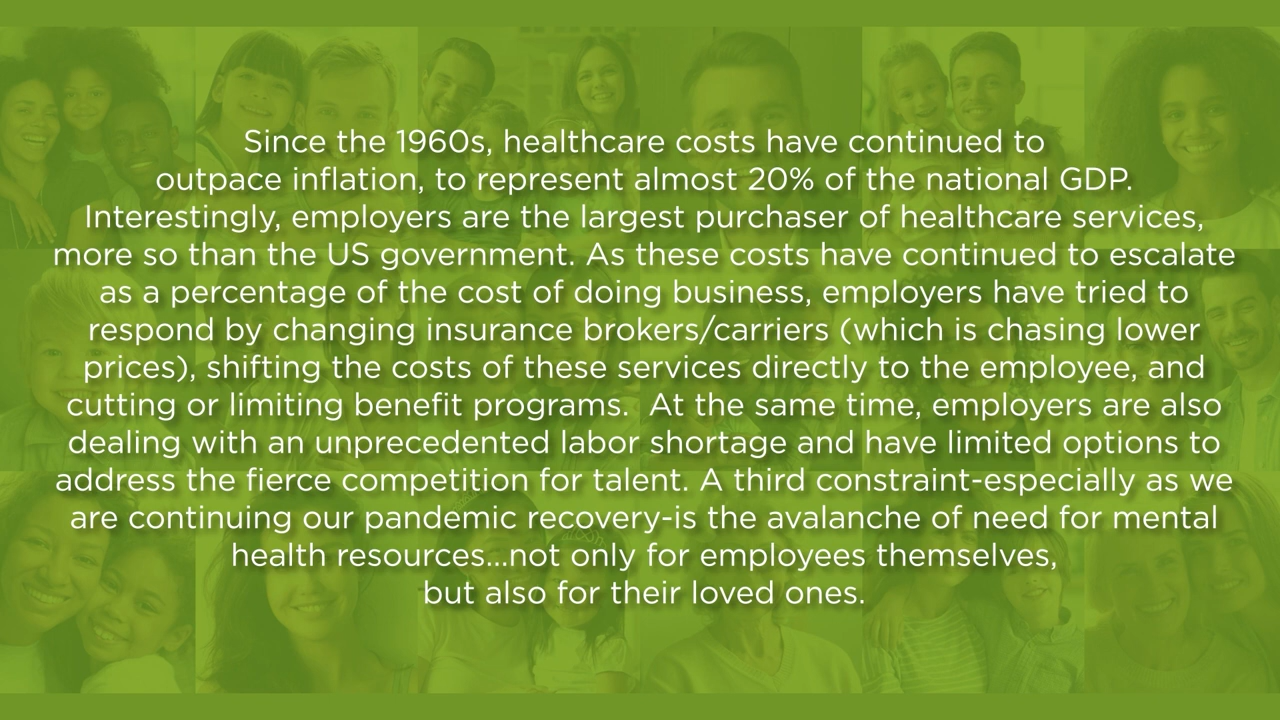 Since the 1960s, healthcare costs have continued to
outpace inflation, to represent almost 20% of the national GDP.
Interestingly, employers are the largest purchaser of healthcare services,
more so than the US government. As these costs have continued to escalate
as a percentage of the cost of doing business, employers have tried to
respond by changing insurance brokers/carriers (which is chasing lower
prices), shifting the costs of these services directly to the employee, and
cutting or limiting benefit programs.  At the same time, employers are also
dealing with an unprecedented labor shortage and have limited options to
address the fierce competition for talent. A third constraint-especially as we
are continuing our pandemic recovery-is the avalanche of need for mental
health resources...not only for employees themselves,
but also for their loved ones.